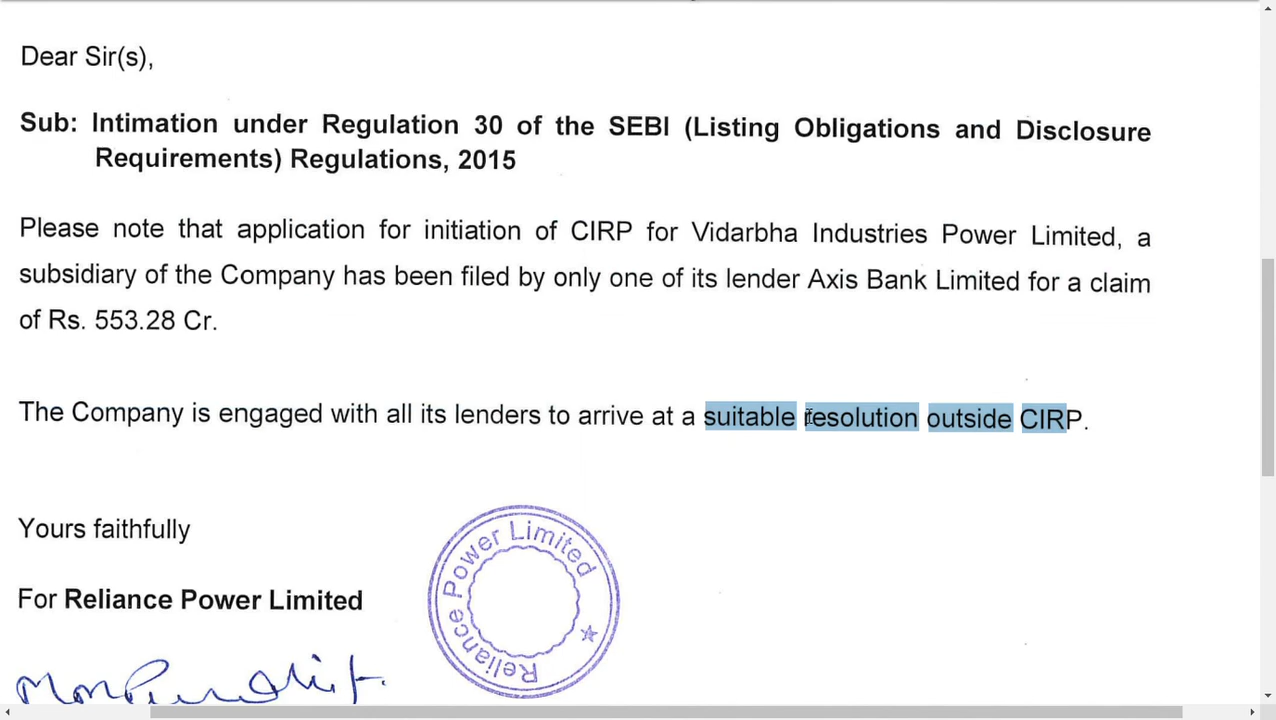 Dear Sir(s),
Sub: Intimation under Regulation 30 of the SEBI (Listing Obligations and Disclosure
Requirements) Regulations, 2015
Please note that application for initiation of CIRP for Vidarbha Industries Power Limited, a
subsidiary of the Company has been filed by only one of its lender Axis Bank Limited for a claim
of Rs. 553.28 Cr.
The Company is engaged with all its lenders to arrive at a suitable resolution outside CIRP.
Yours faithfully
For Reliance Power Limited
Reliance Power Limited